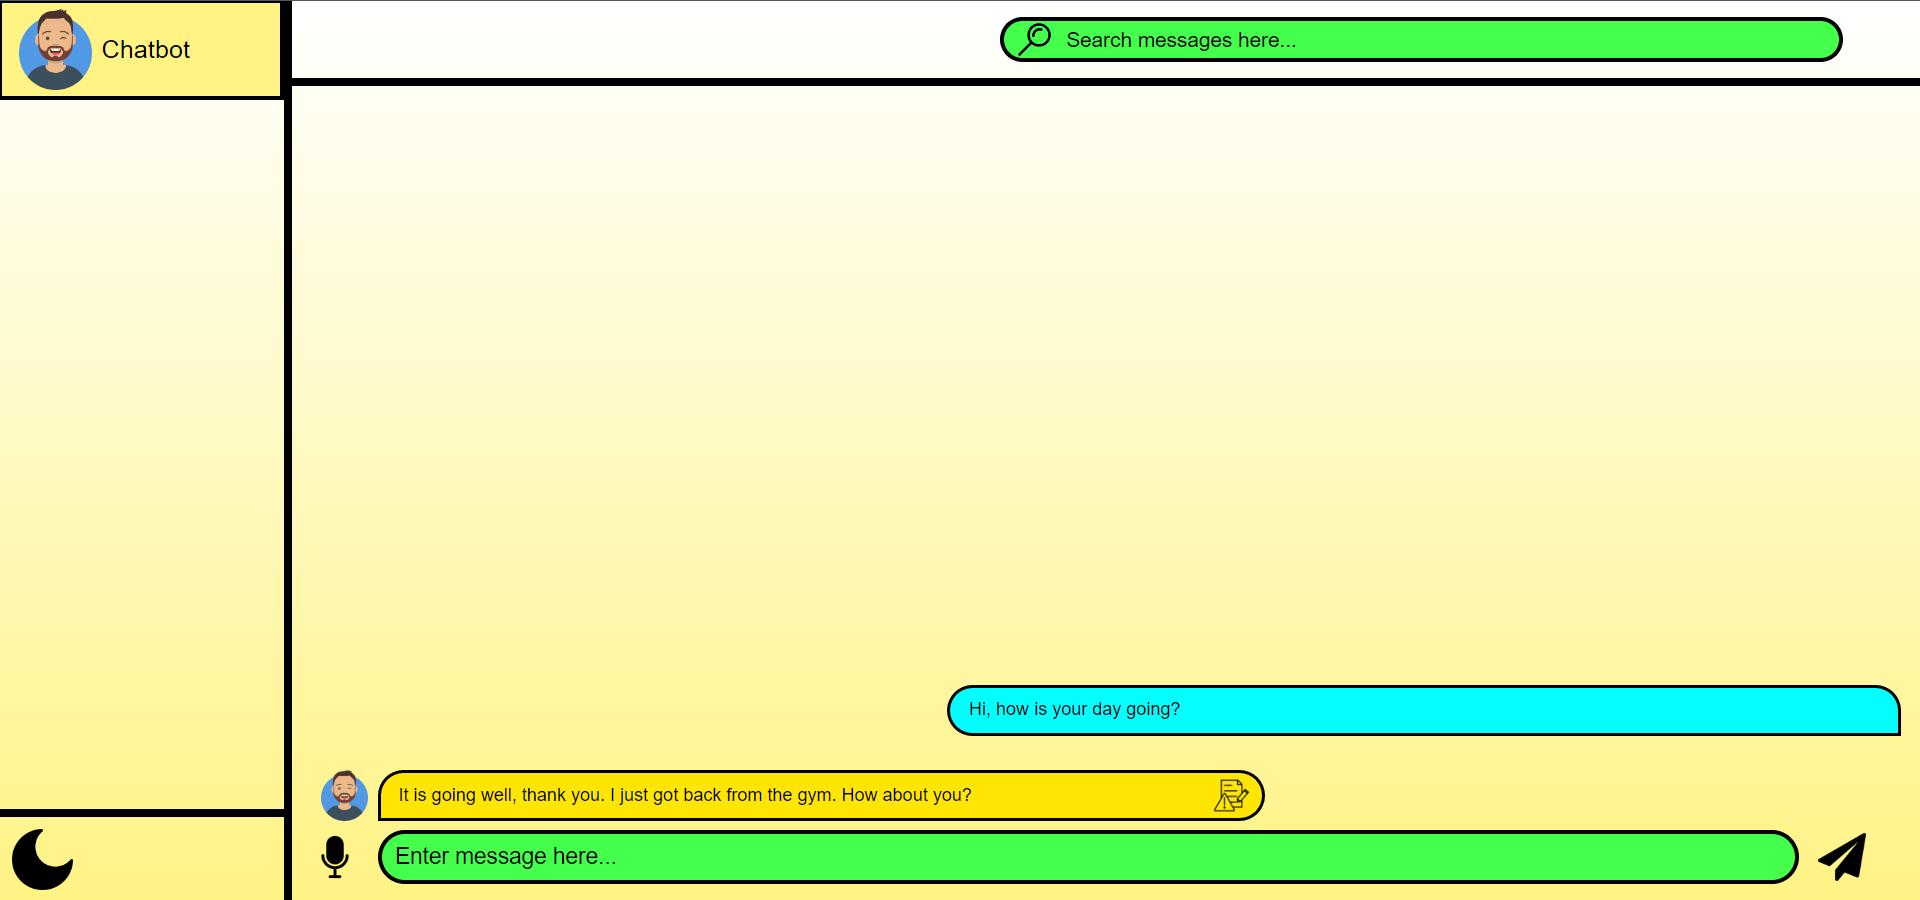 Chatbot
Search messages here...
Hi, how is your day going?
It is going well, thank you. I just got back from the gym. How about you?
Enter message here...